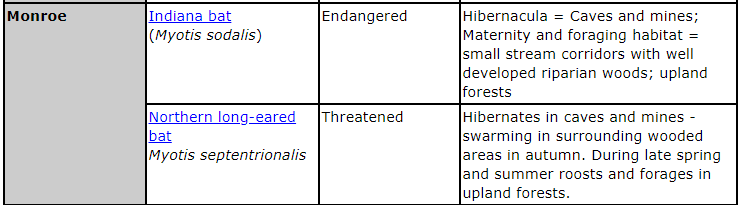 Monroe
Indiana bat
(Myotis sodalis)
Endangered
Hibernacula = Caves and mines;
Maternity and foraging habitat =
small stream corridors with well
developed riparian woods; upland
forests
Northern long-eared
bat
Myotis septentrionalis
Threatened
Hibernates in caves and mines -
swarming in surrounding wooded
areas in autumn. During late spring
and summer roosts and forages in
upland forests.